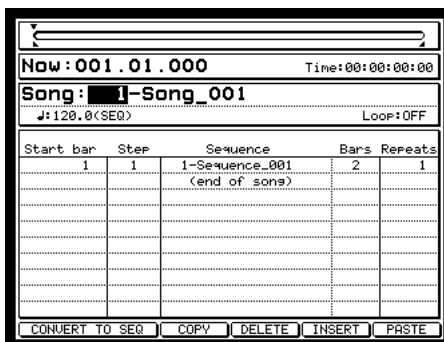 Now:001.01.000 Time:00:00:00:00
Song: 1-Song_001
♩:120.0(SEQ) Loop:OFF
Start bar Step Sequence Bars Repeats
1 1 1-Sequence_001 2 1
(end of song)
CONVERT TO SEQ COPY DELETE INSERT PASTE